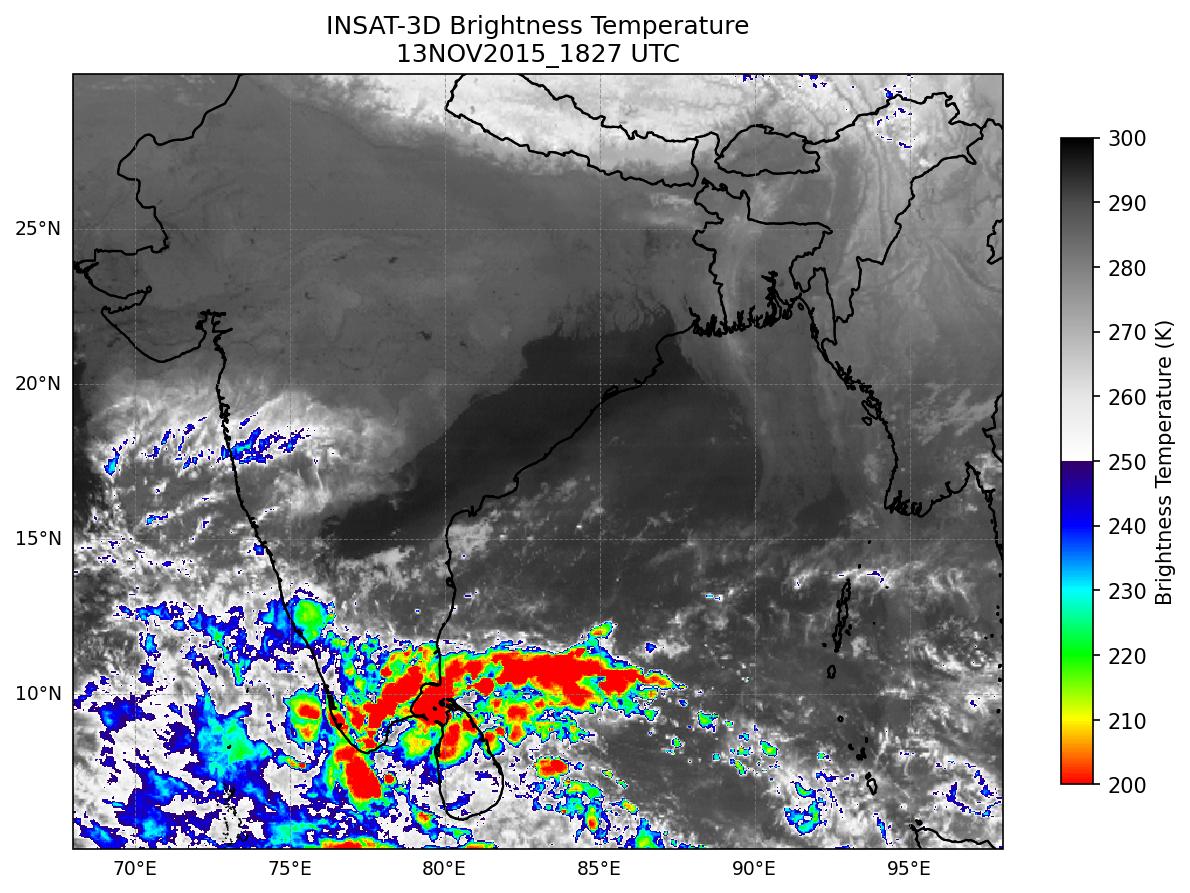 INSAT-3D Brightness Temperature
13NOV2015_1827 UTC
25°N
20°N
15°N
10°N
70°E
75°E
80°E
85°E
90°E
95°E
300
290
280
270
260
250
240
230
220
210
200
Brightness Temperature (K)